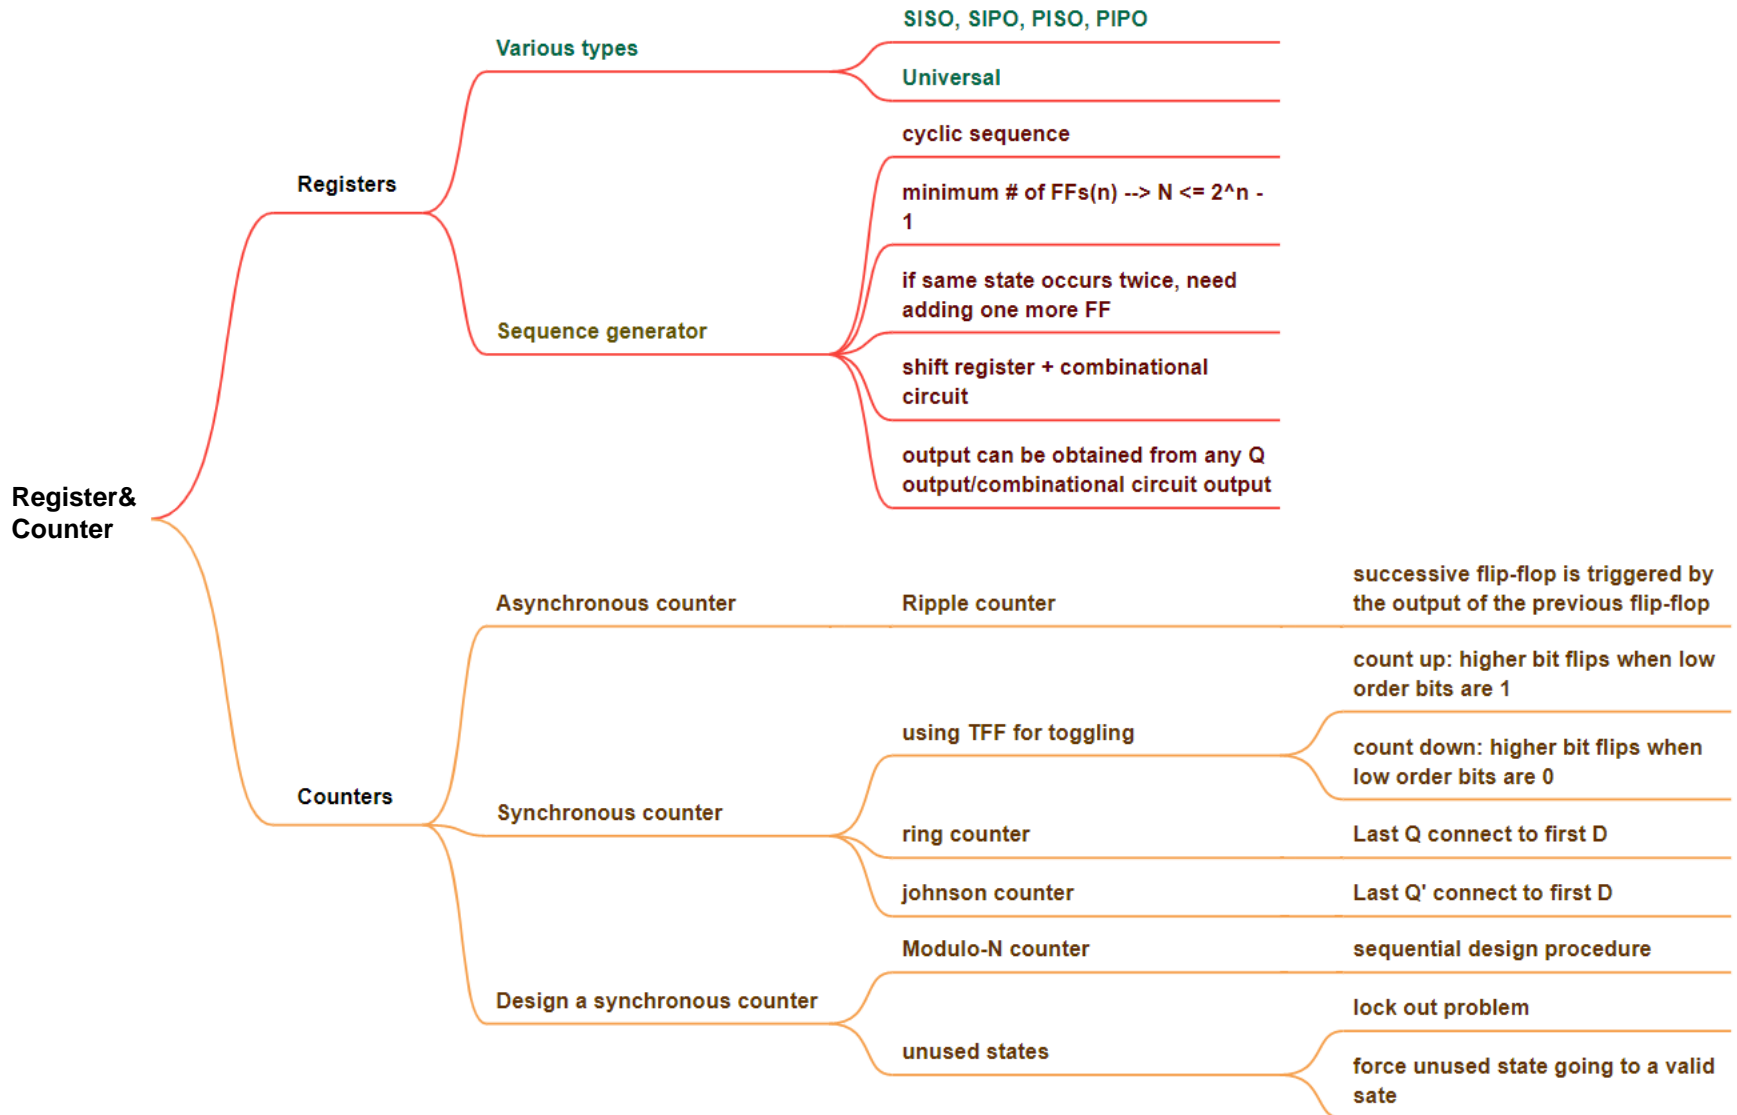 SISO, SIPO, PISO, PIPO
Various types
Universal
cyclic sequence
Registers
minimum # of FFs(n) --> N <= 2^n -
1
if same state occurs twice, need
adding one more FF
Sequence generator
shift register + combinational
circuit
output can be obtained from any Q
output/combinational circuit output
Register&
Counter
Asynchronous counter
Ripple counter
successive flip-flop is triggered by
the output of the previous flip-flop
count up: higher bit flips when low
order bits are 1
using TFF for toggling
count down: higher bit flips when
low order bits are 0
Counters
Synchronous counter
ring counter
Last Q connect to first D
johnson counter
Last Q' connect to first D
Modulo-N counter
sequential design procedure
Design a synchronous counter
lock out problem
unused states
force unused state going to a valid
sate